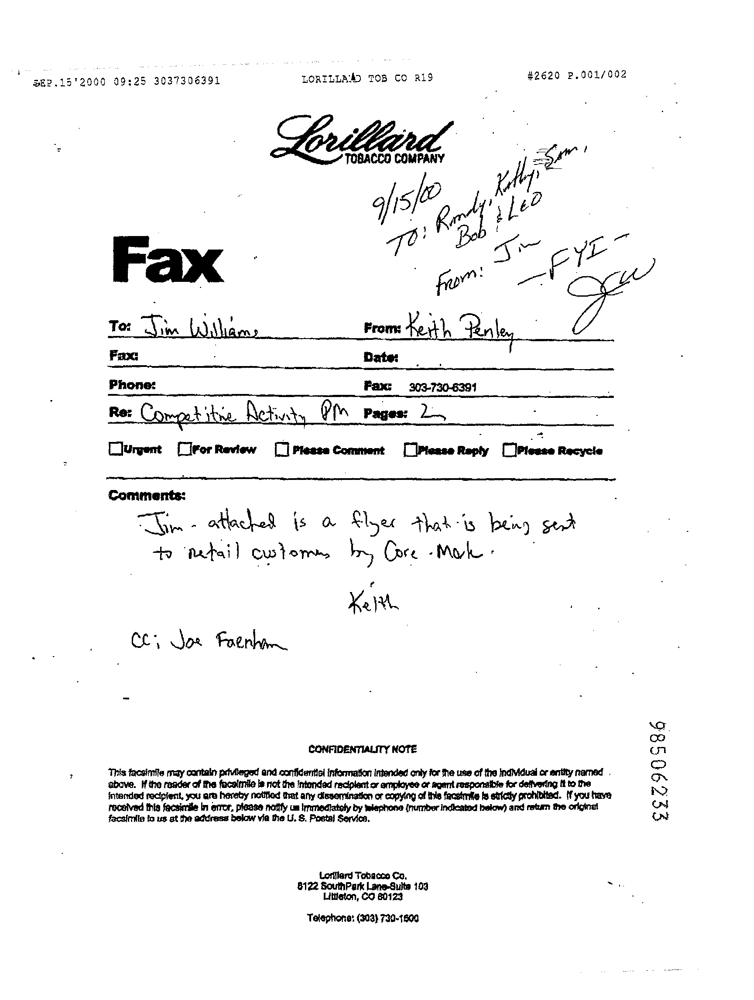 SEP.15'2000 09:25 3037306391 LORILLARD TOB CO R19 #2620 P.001/002
Lorillard
TOBACCO COMPANY
9/15/00
TO: Randy, Kathy, Sam,
Bob & LEO
From: Jim
- FYI -
JW
Fax
To: Jim Williams From: Keith Penley
Fax: Date:
Phone: Fax: 303-730-6391
Re: Competitive Activity PM Pages: 2
Urgent For Review Please Comment Please Reply Please Recycle
Comments:
Jim - attached is a flyer that is being sent
to retail customers by Core-Mark.
Keith
CC: Joe Farnham
CONFIDENTIALITY NOTE
This facsimile may contain privileged and confidential information intended only for the use of the individual or entity named
above. If the reader of the facsimile is not the intended recipient or employee or agent responsible for delivering it to the
intended recipient, you are hereby notified that any dissemination or copying of this facsimile is strictly prohibited. If you have
received this facsimile in error, please notify us immediately by telephone (number indicated below) and return the original
facsimile to us at the address below via the U. S. Postal Service.
98506233
Lorillard Tobacco Co.
8122 SouthPark Lane-Suite 103
Littleton, CO 80123
Telephone: (303) 730-1600